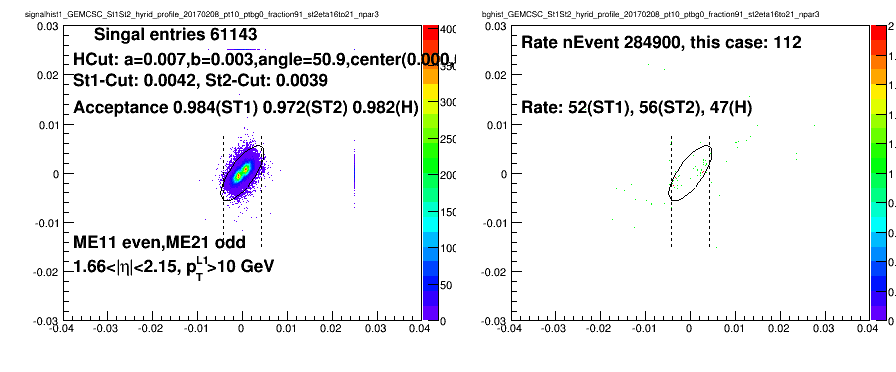 signalhist1_GEMCSC_St1St2_hyrid_profile_20170208_pt10_ptbg0_fraction91_st2eta16to21_npar3
Singal entries 61143
HCut: a=0.007,b=0.003,angle=50.9,center(0.000,
St1-Cut: 0.0042, St2-Cut: 0.0039
Acceptance 0.984(ST1) 0.972(ST2) 0.982(H)
ME11 even,ME21 odd
1.66<|η|<2.15, p_T^L1>10 GeV
0.03
0.02
0.01
0
-0.01
-0.02
-0.03
-0.04 -0.03 -0.02 -0.01 0 0.01 0.02 0.03 0.04
400
300
250
200
150
100
50
0
bghist_GEMCSC_St1St2_hyrid_profile_20170208_pt10_ptbg0_fraction91_st2eta16to21_npar3
Rate nEvent 284900, this case: 112
Rate: 52(ST1), 56(ST2), 47(H)
0.03
0.02
0.01
0
-0.01
-0.02
-0.03
-0.04 -0.03 -0.02 -0.01 0 0.01 0.02 0.03 0.04